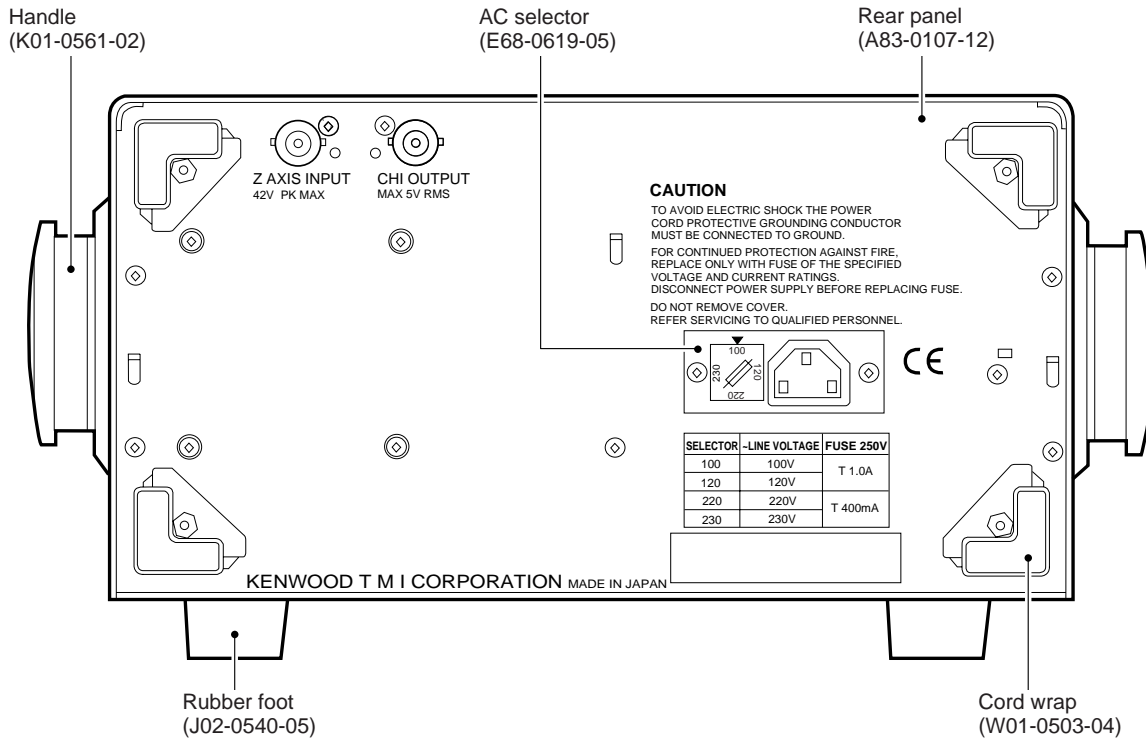 Handle
(K01-0561-02)
AC selector
(E68-0619-05)
Rear panel
(A83-0107-12)
Z AXIS INPUT
42V PK MAX
CHI OUTPUT
MAX 5V RMS
CAUTION
TO AVOID ELECTRIC SHOCK THE POWER
CORD PROTECTIVE GROUNDING CONDUCTOR
MUST BE CONNECTED TO GROUND.
FOR CONTINUED PROTECTION AGAINST FIRE,
REPLACE ONLY WITH FUSE OF THE SPECIFIED
VOLTAGE AND CURRENT RATINGS.
DISCONNECT POWER SUPPLY BEFORE REPLACING FUSE.
DO NOT REMOVE COVER.
REFER SERVICING TO QUALIFIED PERSONNEL.
100
230
120
220
CE
SELECTOR ~LINE VOLTAGE FUSE 250V
100 100V T 1.0A
120 120V
220 220V T 400mA
230 230V
KENWOOD T M I CORPORATION MADE IN JAPAN
Rubber foot
(J02-0540-05)
Cord wrap
(W01-0503-04)